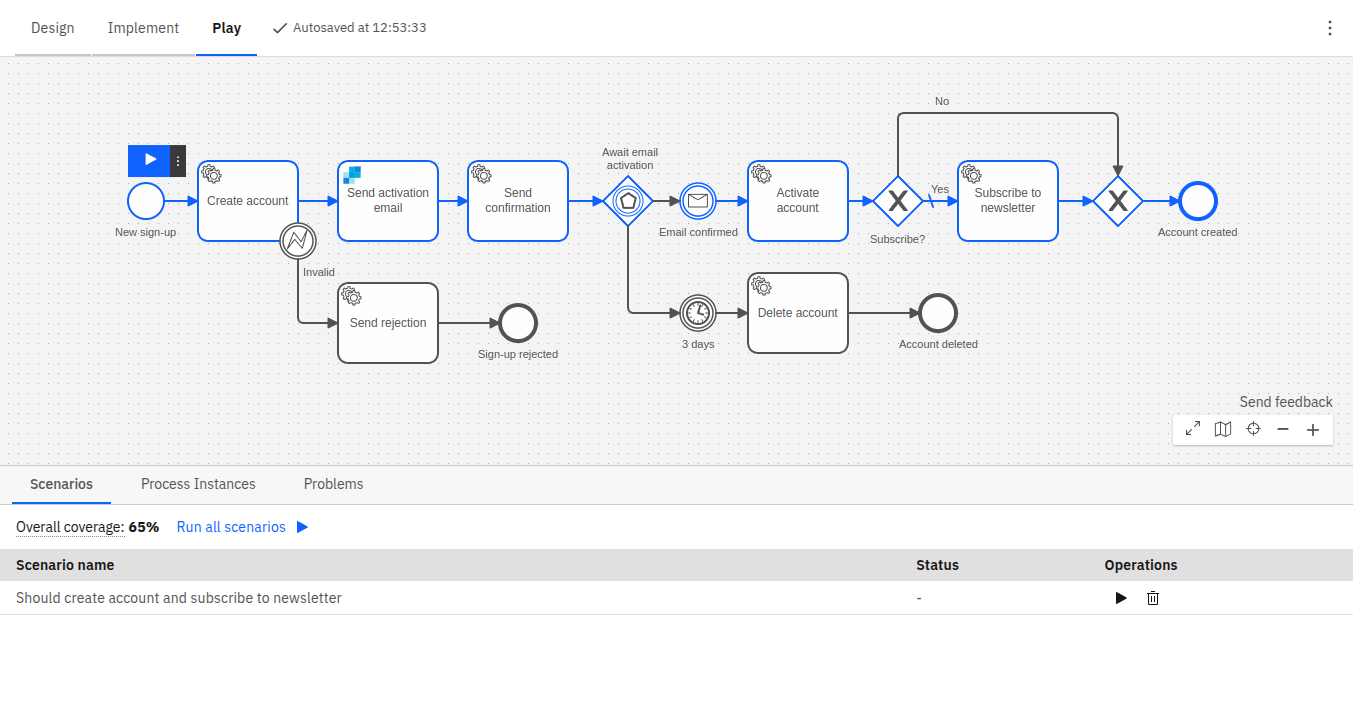 Design Implement Play Autosaved at 12:53:33
No
Await email
activation
Create account
Send activation
email
Send
confirmation
Activate
account
Yes
Subscribe to
newsletter
New sign-up
Email confirmed
Subscribe?
Account created
Invalid
Send rejection
Sign-up rejected
3 days
Delete account
Account deleted
Send feedback
Scenarios Process Instances Problems
Overall coverage: 65% Run all scenarios
Scenario name Status Operations
Should create account and subscribe to newsletter -